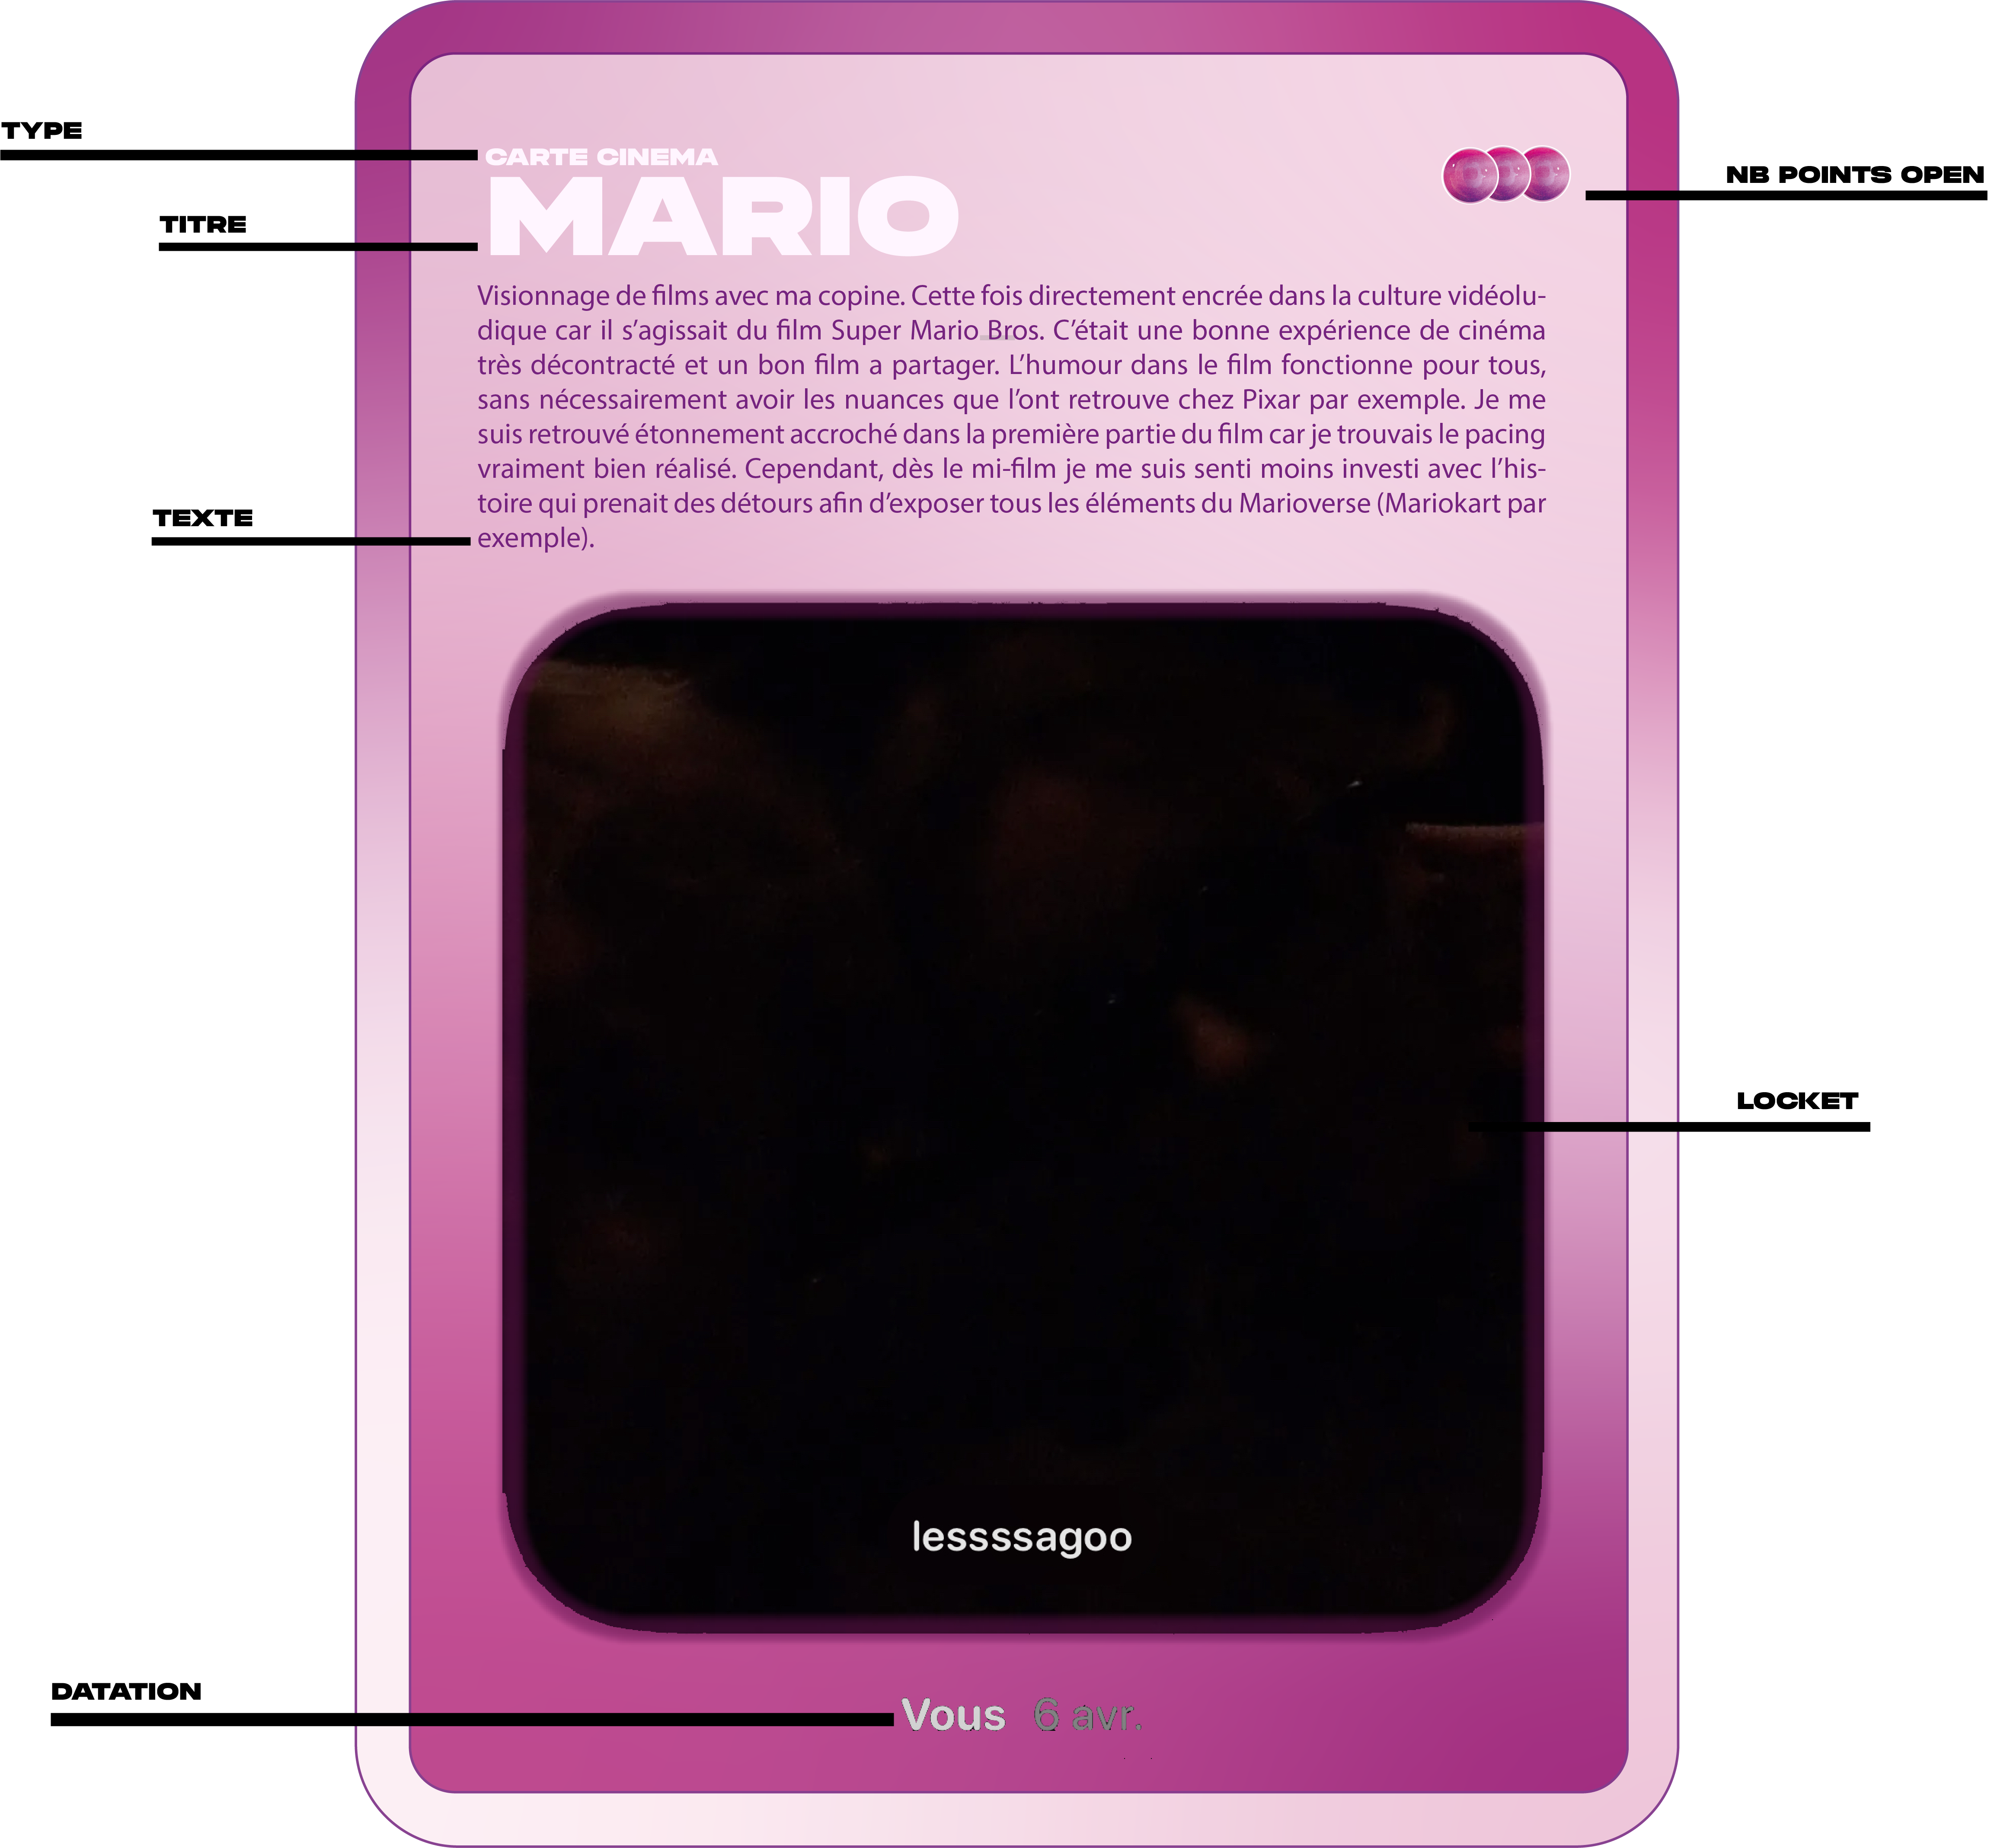 TYPE
CARTE CINEMA
NB POINTS OPEN
TITRE
MARIO
Visionnage de films avec ma copine. Cette fois directement encrée dans la culture vidéolu-
dique car il s’agissait du film Super Mario Bros. C’était une bonne expérience de cinéma
très décontracté et un bon film a partager. L’humour dans le film fonctionne pour tous,
sans nécessairement avoir les nuances que l’ont retrouve chez Pixar par exemple. Je me
suis retrouvé étonnement accroché dans la première partie du film car je trouvais le pacing
vraiment bien réalisé. Cependant, dès le mi-film je me suis senti moins investi avec l’his-
toire qui prenait des détours afin d’exposer tous les éléments du Marioverse (Mariokart par
exemple).
TEXTE
LOCKET
lessssagoo
DATATION
Vous 6 avr.